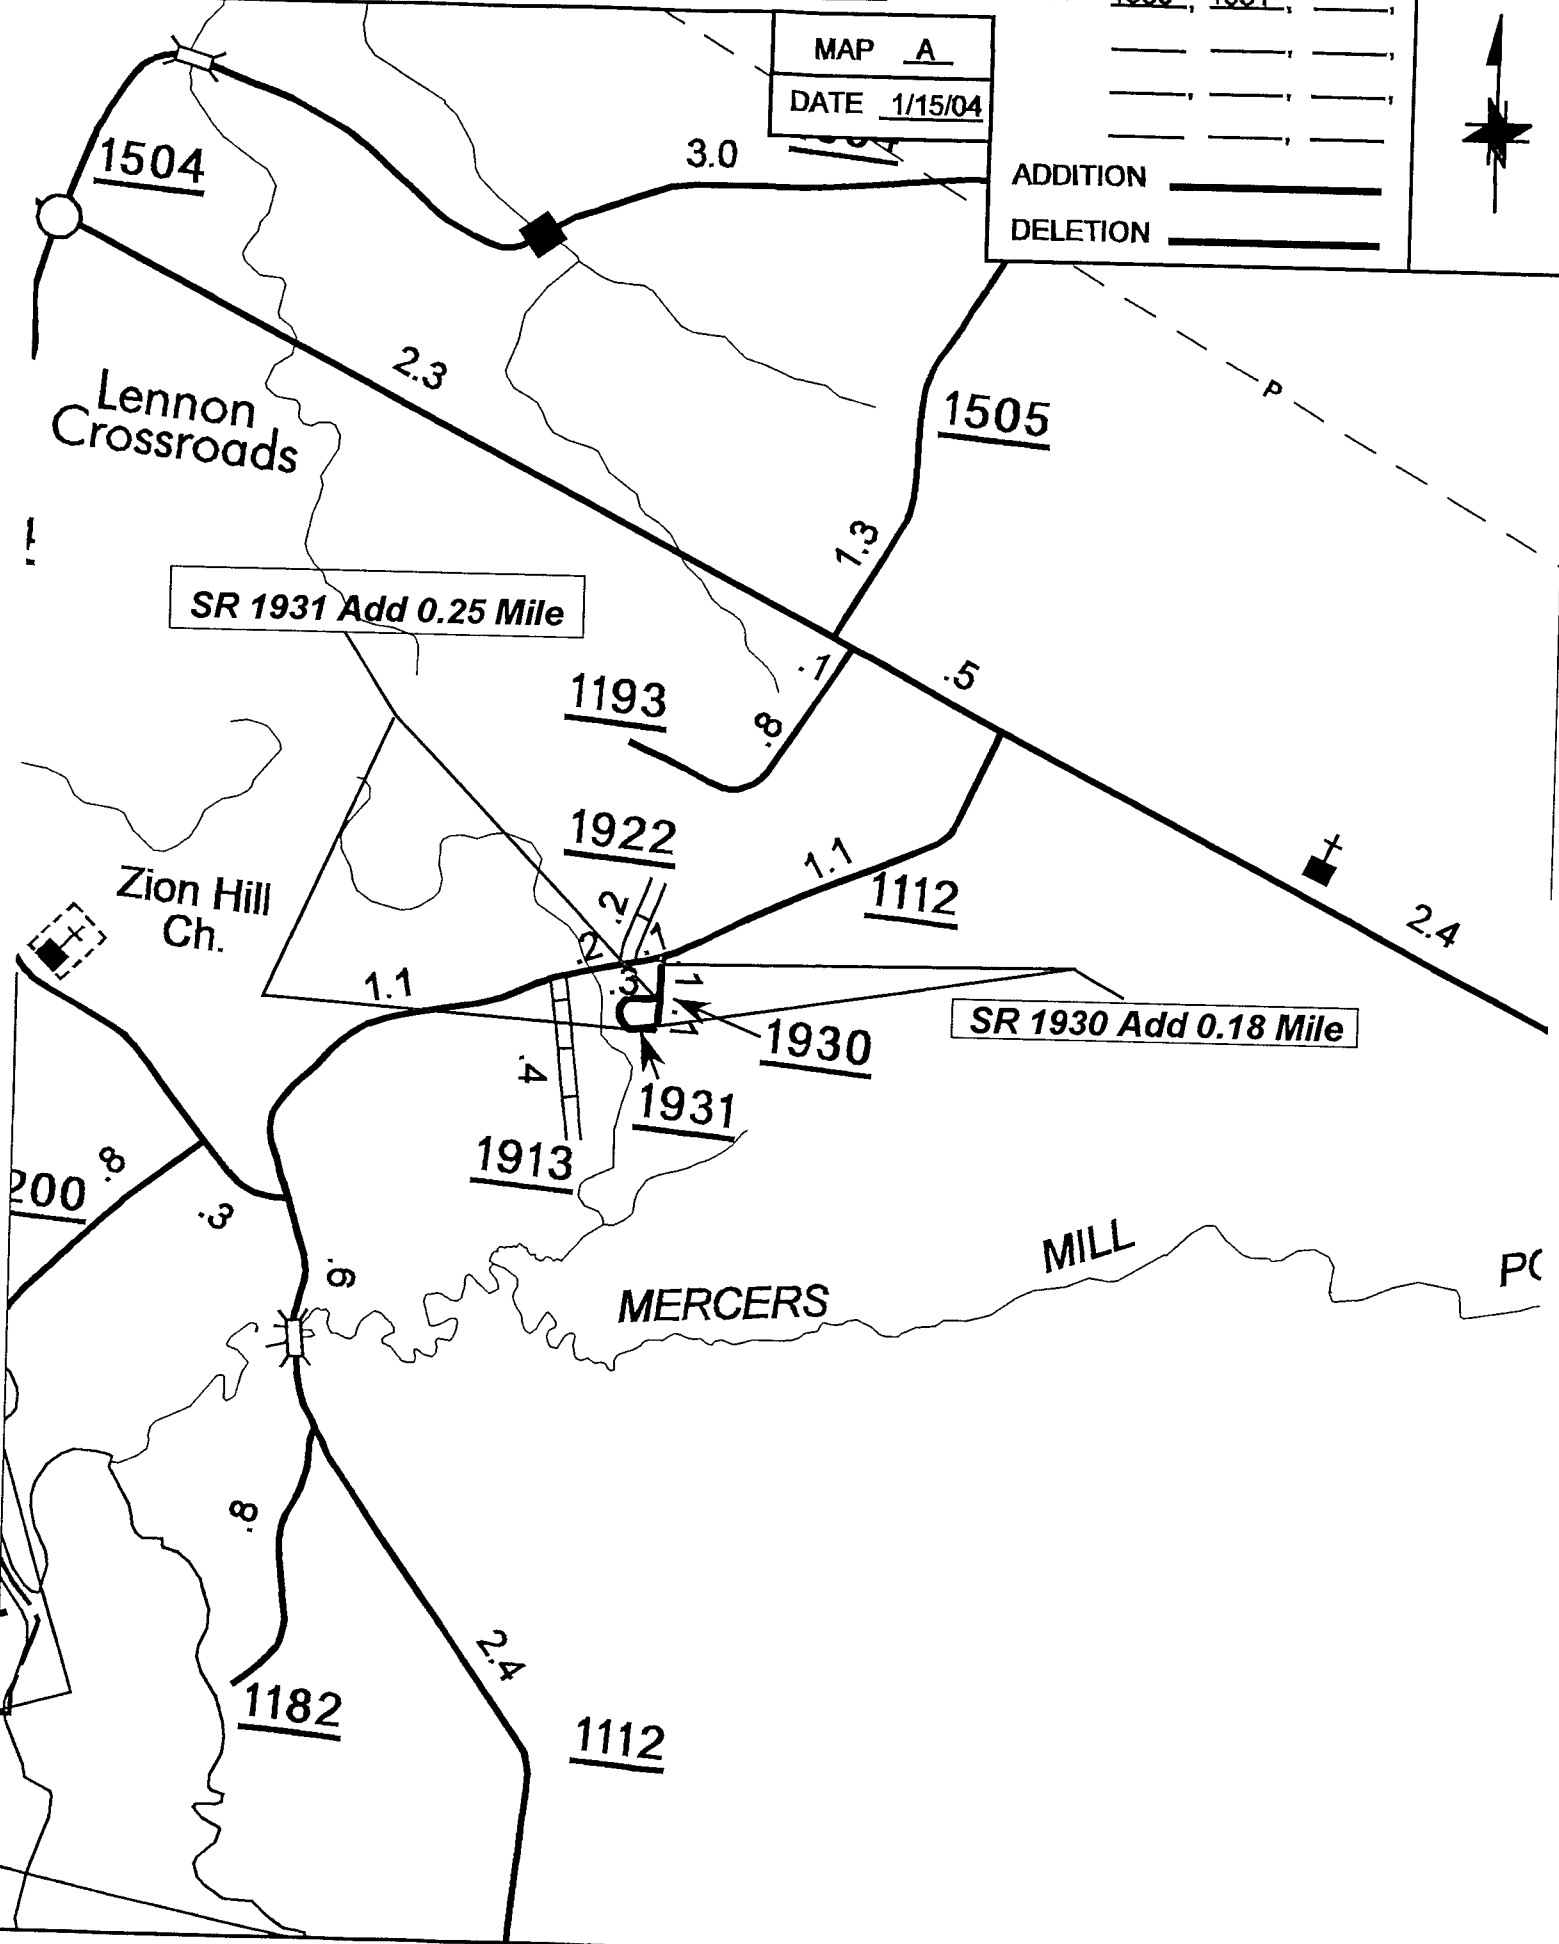 MAP A
DATE 1/15/04
ADDITION
DELETION
1504
3.0
2.3
Lennon
Crossroads
1505
P
1.3
SR 1931 Add 0.25 Mile
1193
.1
.5
.8
1922
1.1
1112
2.4
Zion Hill
Ch.
.2
.2
.1
1.1
.3
.1
.1
SR 1930 Add 0.18 Mile
1930
.4
1931
1913
.8
200
.3
.6
MERCERS
MILL
.8
2.4
1182
1112